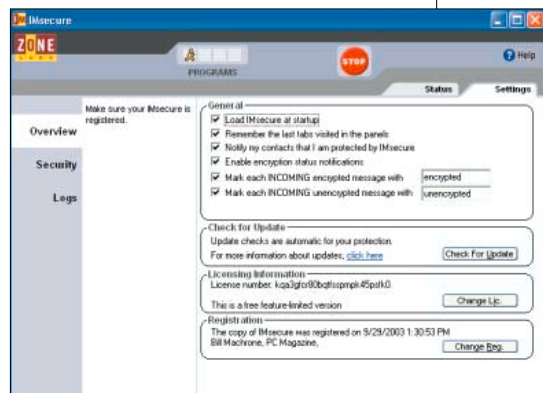 IMsecure
ZONE
LABS
PROGRAMS
STOP
Help
Status
Settings
Overview
Security
Logs
Make sure your IMsecure is
registered.
General
Load IMsecure at startup
Remember the last tabs visited in the panels
Notify my contacts that I am protected by IMsecure
Enable encryption status notifications
Mark each INCOMING encrypted message with
encrypted
Mark each INCOMING unencrypted message with
unencrypted
Check for Update
Update checks are automatic for your protection.
For more information about updates, click here
Check For Update
Licensing Information
License number:
This is a free feature-limited version
Change Lic.
Registration
The copy of IMsecure was registered on 9/29/2003 1:30:53 PM
Bill Machrone, PC Magazine,
Change Reg.